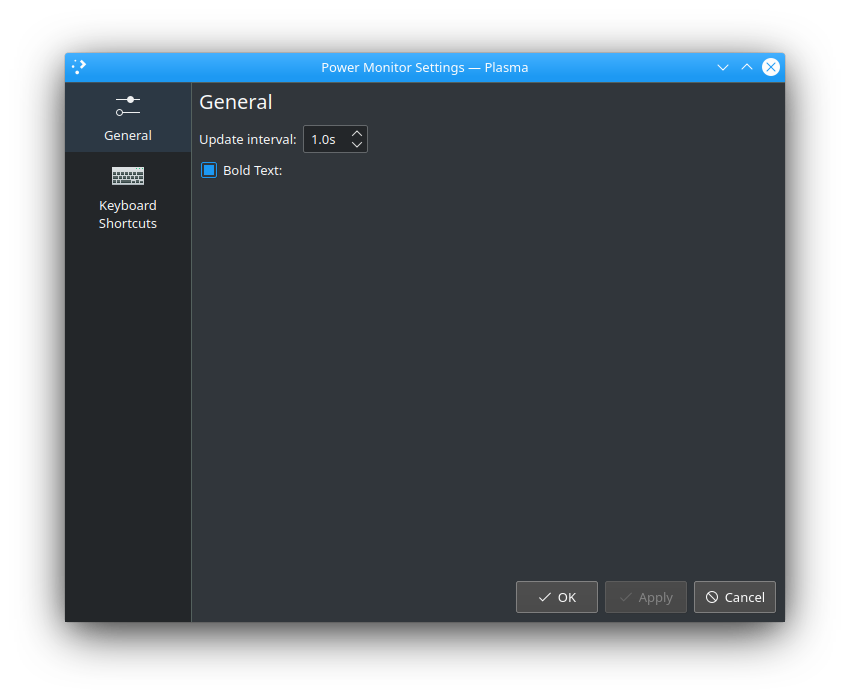 Power Monitor Settings — Plasma
General
Keyboard
Shortcuts
General
Update interval: 1.0s
Bold Text:
OK
Apply
Cancel